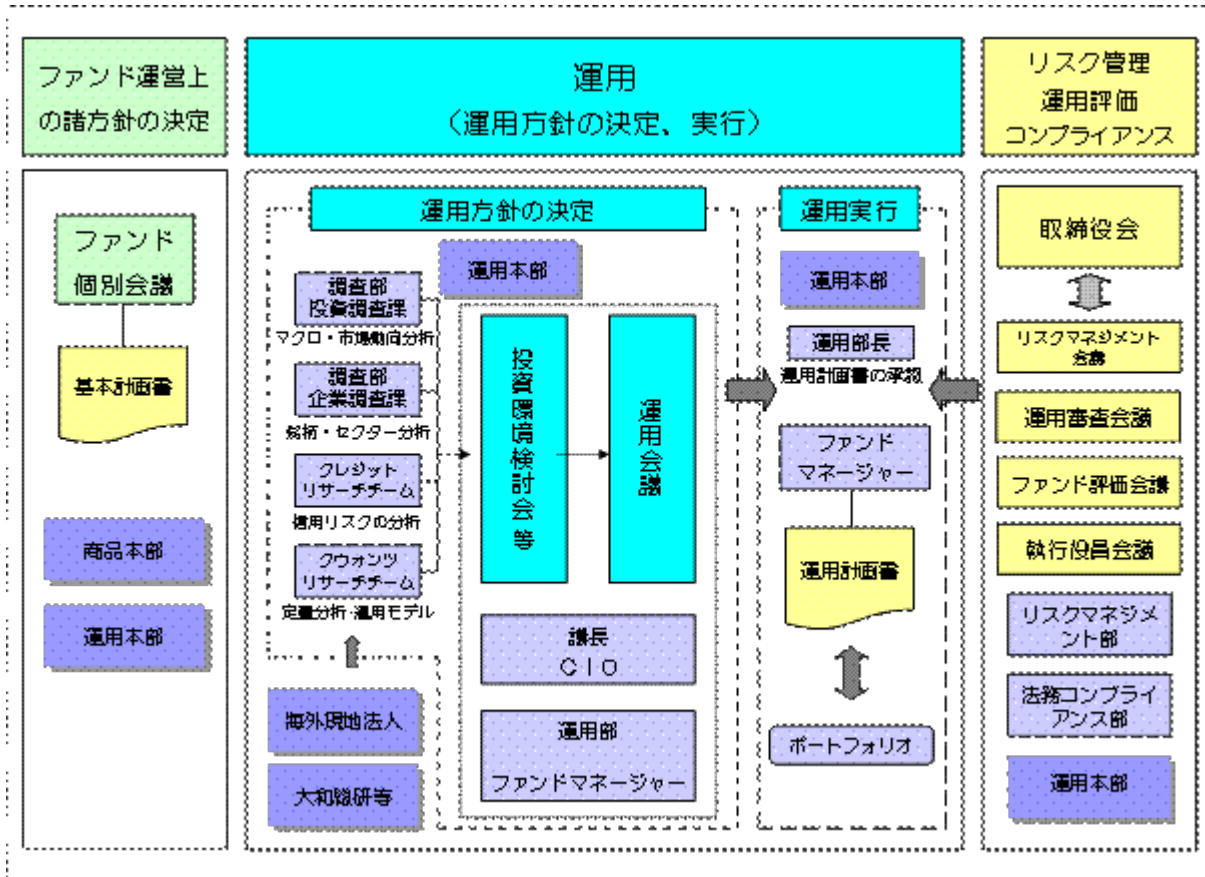 ファンド運営上
の諸方針の決定
運用
(運用方針の決定、実行)
リスク管理
運用評価
コンプライアンス
ファンド
個別会議
基本計画書
商品本部
運用本部
運用方針の決定
運用本部
調査部
投資調査課
マクロ・市場動向分析
調査部
企業調査課
銘柄・セクター分析
クレジット
リサーチチーム
信用リスクの分析
クウォンツ
リサーチチーム
定量分析・運用モデル
海外現地法人
大和総研等
投資環境検討会等
運用会議
議長
CIO
運用部
ファンドマネージャー
運用実行
運用本部
運用部長
運用計画書の承認
ファンド
マネージャー
運用計画書
ポートフォリオ
取締役会
リスクマネジメント
会議
運用審査会議
ファンド評価会議
執行役員会議
リスクマネジメ
ント部
法務コンプライ
アンス部
運用本部